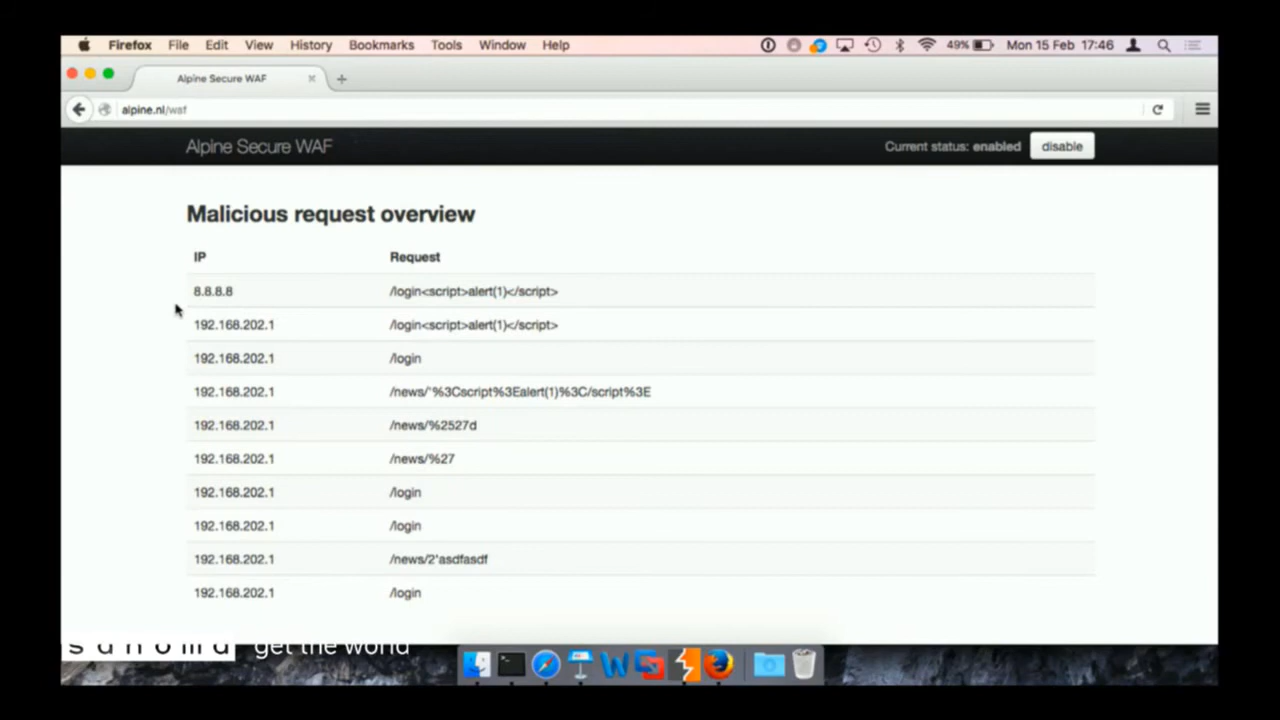 Firefox File Edit View History Bookmarks Tools Window Help 49% Mon 15 Feb 17:46
Alpine Secure WAF
alpine.nl/waf
Alpine Secure WAF Current status: enabled disable
Malicious request overview
IP Request
8.8.8.8 /login<script>alert(1)</script>
192.168.202.1 /login<script>alert(1)</script>
192.168.202.1 /login
192.168.202.1 /news/'%3Cscript%3Ealert(1)%3C/script%3E
192.168.202.1 /news/%2527d
192.168.202.1 /news/%27
192.168.202.1 /login
192.168.202.1 /login
192.168.202.1 /news/2'asdfasdf
192.168.202.1 /login
sanoma get the world